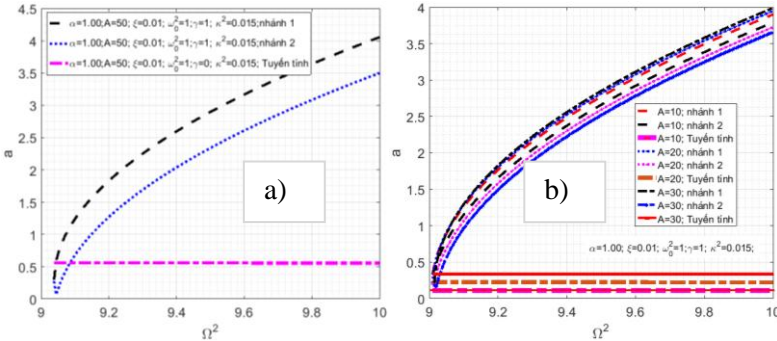 α=1.00;A=50; ξ=0.01; ω₀²=1;γ=1; κ²=0.015;nhánh 1
α=1.00;A=50; ξ=0.01; ω₀²=1;γ=1; κ²=0.015;nhánh 2
α=1.00;A=50; ξ=0.01; ω₀²=1;γ=0; κ²=0.015; Tuyến tính
4.5
4
3.5
3
2.5
2
1.5
1
0.5
0
a
a)
9
9.2
9.4
9.6
9.8
10
Ω²
4
3.5
3
2.5
2
1.5
1
0.5
0
a
A=10; nhánh 1
A=10; nhánh 2
A=10; Tuyến tính
A=20; nhánh 1
A=20; nhánh 2
A=20; Tuyến tính
A=30; nhánh 1
A=30; nhánh 2
A=30; Tuyến tính
b)
α=1.00; ξ=0.01; ω₀²=1;γ=1; κ²=0.015;
9
9.2
9.4
9.6
9.8
10
Ω²